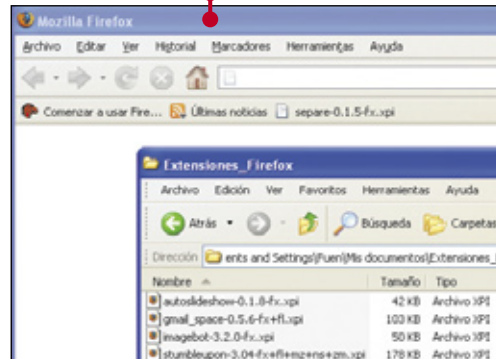 Mozilla Firefox
Archivo Editar Ver Historial Marcadores Herramientas Ayuda
Comenzar a usar Fire... Últimas noticias separe-0.1.5-fx.xpi
Extensiones_Firefox
Archivo Edición Ver Favoritos Herramientas Ayuda
Atrás Búsqueda Carpetas
Dirección ents and Settings\Fueni\Mis documentos\Extensiones_
Nombre Tamaño Tipo
autoslideshow-0.1.8-fx.xpi 42 KB Archivo XPI
gmail_space-0.5.6-fx+fl.xpi 103 KB Archivo XPI
imagebot-3.2.0-fx.xpi 50 KB Archivo XPI
stumbleupon-3.04-fx+fl+mz+ns+zm.xpi 178 KB Archivo XPI